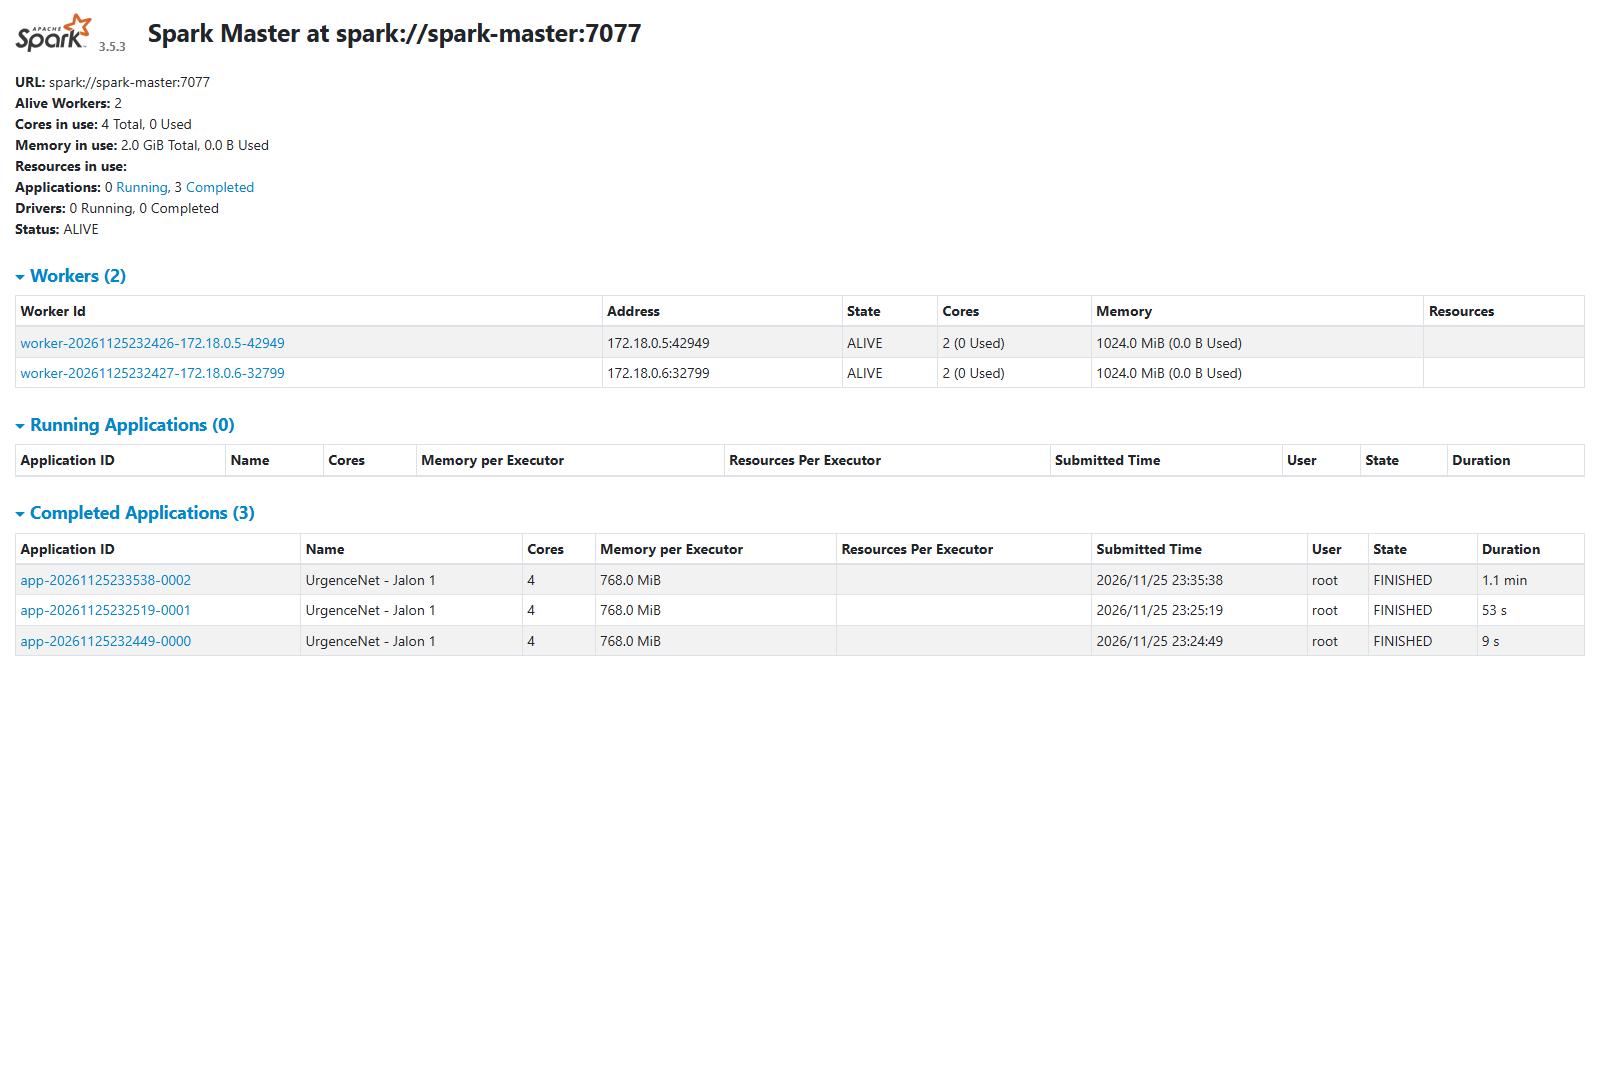 APACHE
Spark 3.5.3 Spark Master at spark://spark-master:7077
URL: spark://spark-master:7077
Alive Workers: 2
Cores in use: 4 Total, 0 Used
Memory in use: 2.0 GiB Total, 0.0 B Used
Resources in use:
Applications: 0 Running, 3 Completed
Drivers: 0 Running, 0 Completed
Status: ALIVE
Workers (2)
Worker Id Address State Cores Memory Resources
worker-20261125232426-172.18.0.5-42949 172.18.0.5:42949 ALIVE 2 (0 Used) 1024.0 MiB (0.0 B Used)
worker-20261125232427-172.18.0.6-32799 172.18.0.6:32799 ALIVE 2 (0 Used) 1024.0 MiB (0.0 B Used)
Running Applications (0)
Application ID Name Cores Memory per Executor Resources Per Executor Submitted Time User State Duration
Completed Applications (3)
Application ID Name Cores Memory per Executor Resources Per Executor Submitted Time User State Duration
app-20261125233538-0002 UrgenceNet - Jalon 1 4 768.0 MiB 2026/11/25 23:35:38 root FINISHED 1.1 min
app-20261125232519-0001 UrgenceNet - Jalon 1 4 768.0 MiB 2026/11/25 23:25:19 root FINISHED 53 s
app-20261125232449-0000 UrgenceNet - Jalon 1 4 768.0 MiB 2026/11/25 23:24:49 root FINISHED 9 s